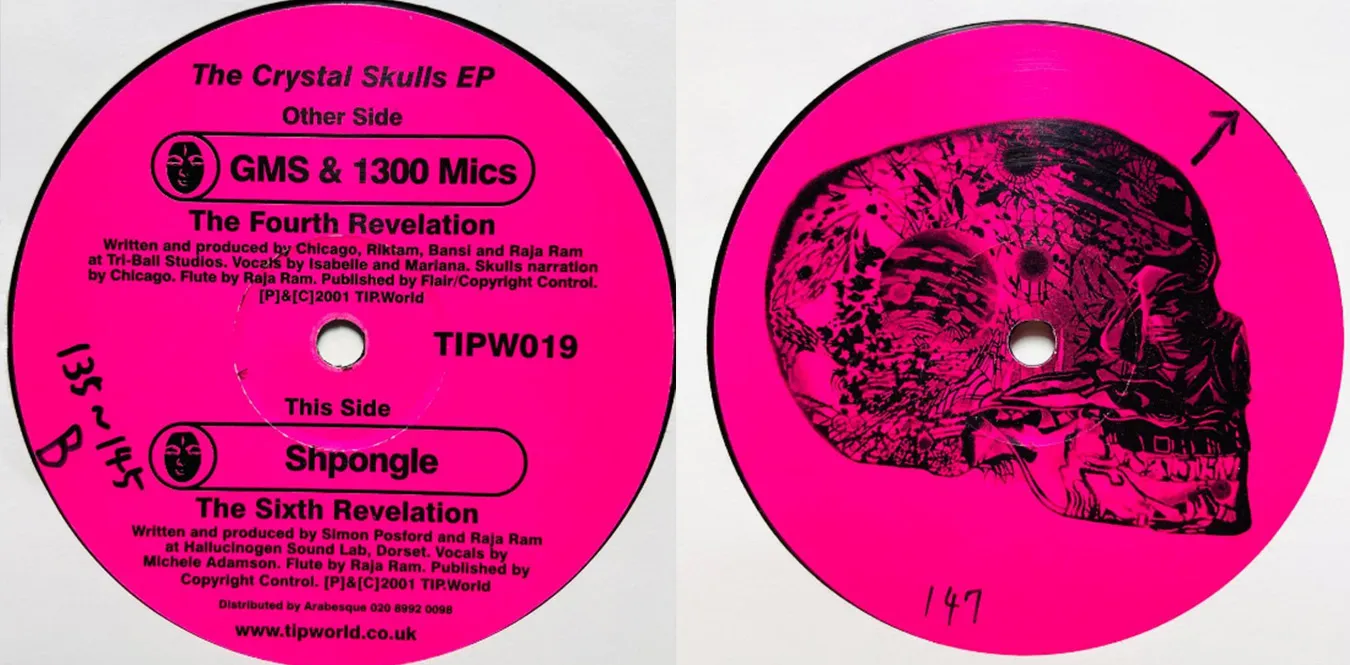 The Crystal Skulls EP
Other Side
GMS & 1300 Mics
The Fourth Revelation
Written and produced by Chicago, Riktam, Bansi and Raja Ram
at Tri-Ball Studios. Vocals by Isabelle and Mariana. Skulls narration
by Chicago. Flute by Raja Ram. Published by Flair/Copyright Control.
[P]&[C]2001 TIP.World
TIPW019
135~145
B
This Side
Shpongle
The Sixth Revelation
Written and produced by Simon Posford and Raja Ram
at Hallucinogen Sound Lab, Dorset. Vocals by
Michele Adamson. Flute by Raja Ram. Published by
Copyright Control. [P]&[C]2001 TIP.World
Distributed by Arabesque 020 8992 0098
www.tipworld.co.uk
147